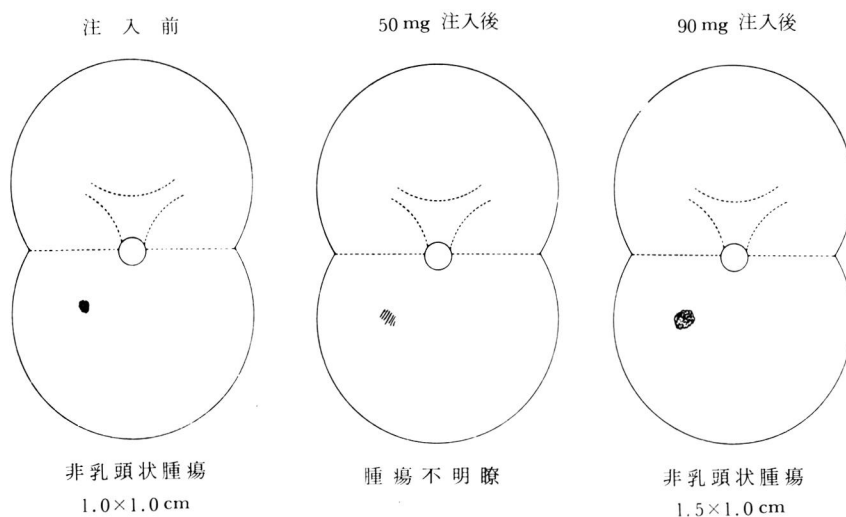 注入前
50 mg 注入後
90 mg 注入後
非乳頭状腫瘍
1.0×1.0 cm
腫瘍不明瞭
非乳頭状腫瘍
1.5×1.0 cm